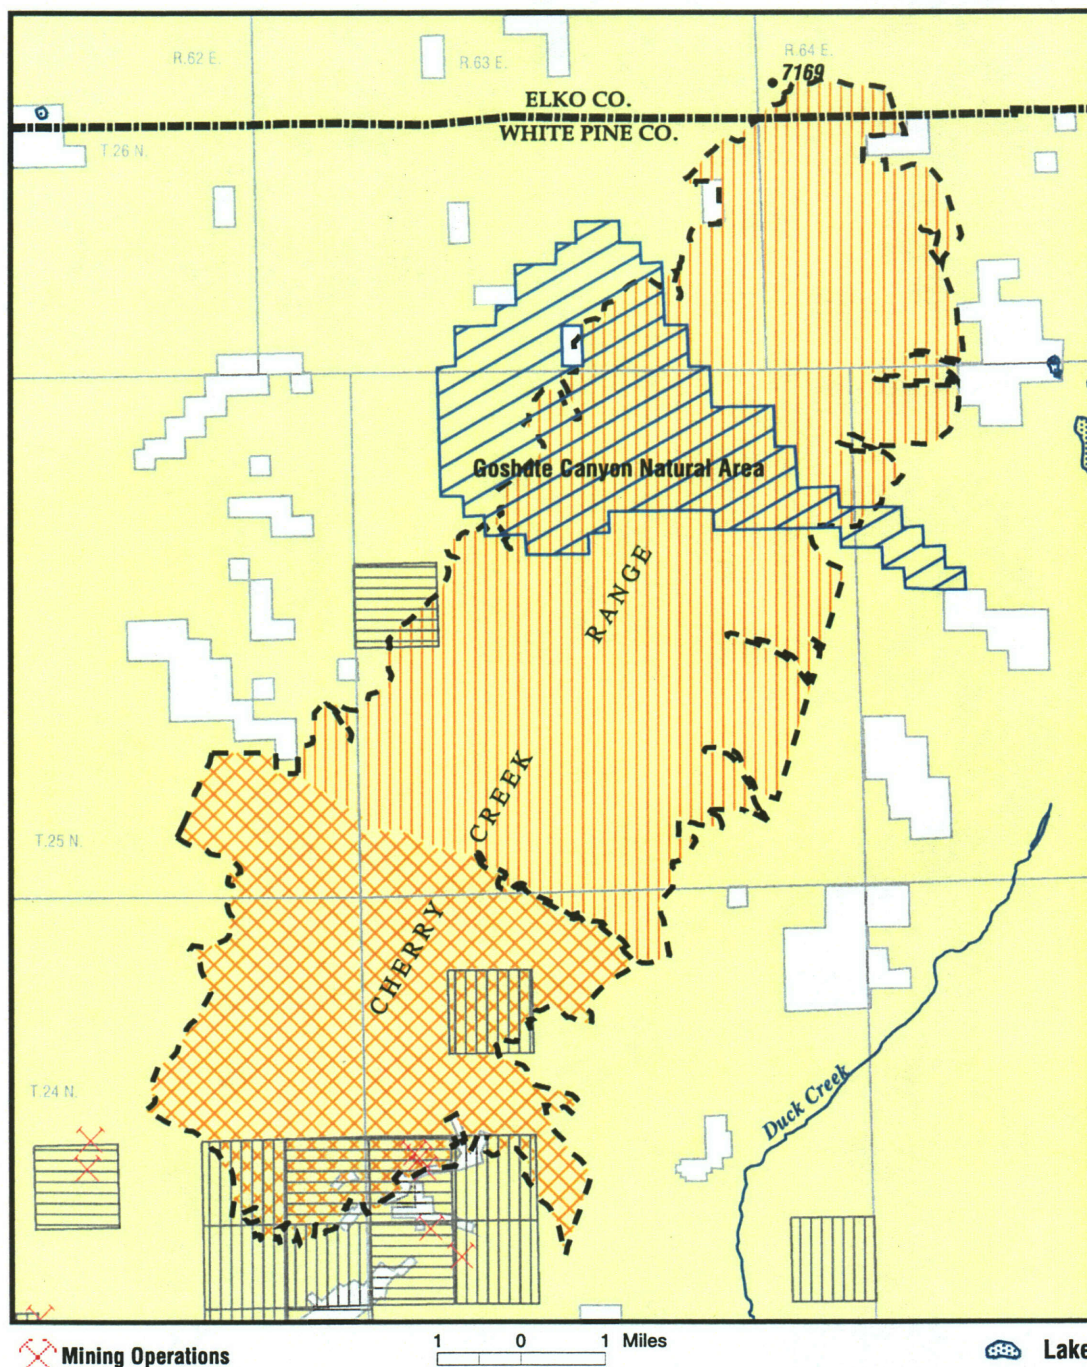 R.62 E.
R.63 E.
R.64 E.
7169
ELKO CO.
WHITE PINE CO.
T.26 N.
Goshute Canyon Natural Area
RANGE
CREEK
T.25 N.
CHERRY
T.24 N.
Duck Creek
Mining Operations
1 0 1 Miles
Lake